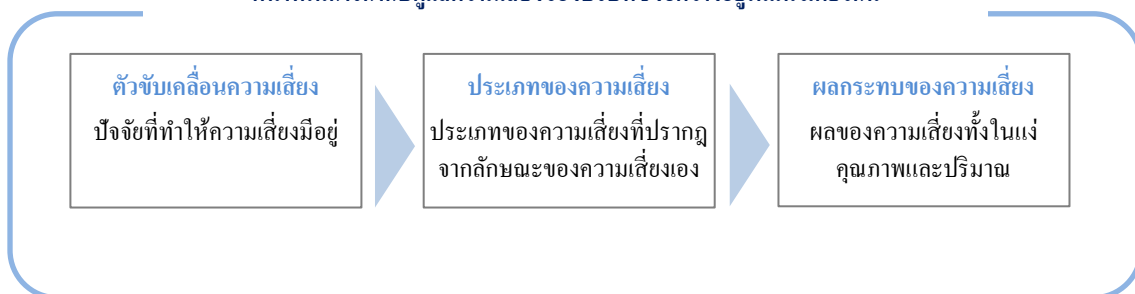 ตัวขับเคลื่อนความเสี่ยง
ปัจจัยที่ทำให้ความเสี่ยงมีอยู่
ประเภทของความเสี่ยง
ประเภทของความเสี่ยงที่ปรากฎ
จากลักษณะของความเสี่ยงเอง
ผลกระทบของความเสี่ยง
ผลของความเสี่ยงทั้งในแง่
คุณภาพและปริมาณ